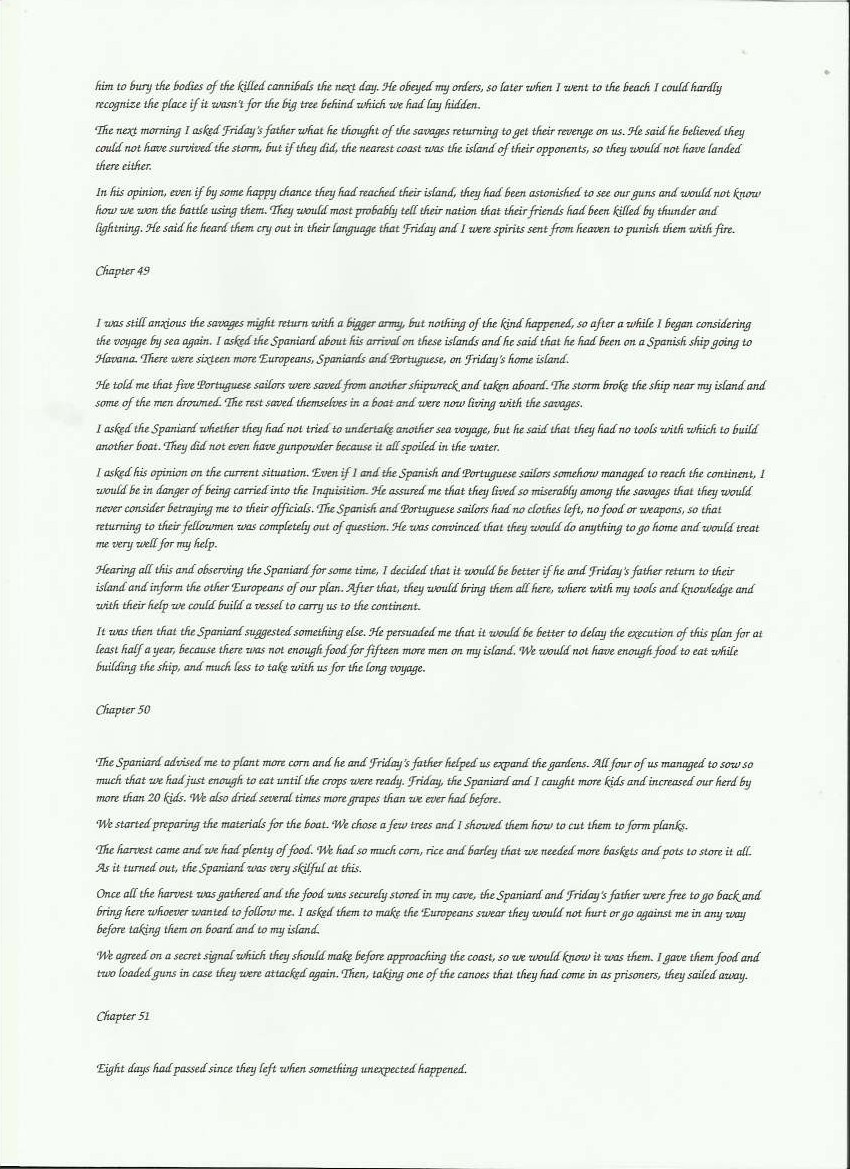 him to bury the bodies of the killed cannibals the next day. He obeyed my orders, so later when I went to the beach I could hardly
recognize the place if it wasn't for the big tree behind which we had lay hidden.
The next morning I asked Friday's father what he thought of the savages returning to get their revenge on us. He said he believed they
could not have survived the storm, but if they did, the nearest coast was the island of their opponents, so they would not have landed
there either.
In his opinion, even if by some happy chance they had reached their island, they had been astonished to see our guns and would not know
how we won the battle using them. They would most probably tell their nation that their friends had been killed by thunder and
lightning. He said he heard them cry out in their language that Friday and I were spirits sent from heaven to punish them with fire.
Chapter 49
I was still anxious the savages might return with a bigger army, but nothing of the kind happened, so after a while I began considering
the voyage by sea again. I asked the Spaniard about his arrival on these islands and he said that he had been on a Spanish ship going to
Havana. There were sixteen more Europeans, Spaniards and Portuguese, on Friday's home island.
He told me that five Portuguese sailors were saved from another shipwreck and taken aboard. The storm broke the ship near my island and
some of the men drowned. The rest saved themselves in a boat and were now living with the savages.
I asked the Spaniard whether they had not tried to undertake another sea voyage, but he said that they had no tools with which to build
another boat. They did not even have gunpowder because it all spoiled in the water.
I asked his opinion on the current situation. Even if I and the Spanish and Portuguese sailors somehow managed to reach the continent, I
would be in danger of being carried into the Inquisition. He assured me that they lived so miserably among the savages that they would
never consider betraying me to their officials. The Spanish and Portuguese sailors had no clothes left, no food or weapons, so that
returning to their fellowmen was completely out of question. He was convinced that they would do anything to go home and would treat
me very well for my help.
Hearing all this and observing the Spaniard for some time, I decided that it would be better if he and Friday's father return to their
island and inform the other Europeans of our plan. After that, they would bring them all here, where with my tools and knowledge and
with their help we could build a vessel to carry us to the continent.
It was then that the Spaniard suggested something else. He persuaded me that it would be better to delay the execution of this plan for at
least half a year, because there was not enough food for fifteen more men on my island. We would not have enough food to eat while
building the ship, and much less to take with us for the long voyage.
Chapter 50
The Spaniard advised me to plant more corn and he and Friday's father helped us expand the gardens. All four of us managed to sow so
much that we had just enough to eat until the crops were ready. Friday, the Spaniard and I caught more kids and increased our herd by
more than 20 kids. We also dried several times more grapes than we ever had before.
We started preparing the materials for the boat. We chose a few trees and I showed them how to cut them to form planks.
The harvest came and we had plenty of food. We had so much corn, rice and barley that we needed more baskets and pots to store it all.
As it turned out, the Spaniard was very skilful at this.
Once all the harvest was gathered and the food was securely stored in my cave, the Spaniard and Friday's father were free to go back and
bring here whoever wanted to follow me. I asked them to make the Europeans swear they would not hurt or go against me in any way
before taking them on board and to my island.
We agreed on a secret signal which they should make before approaching the coast, so we would know it was them. I gave them food and
two loaded guns in case they were attacked again. Then, taking one of the canoes that they had come in as prisoners, they sailed away.
Chapter 51
Eight days had passed since they left when something unexpected happened.